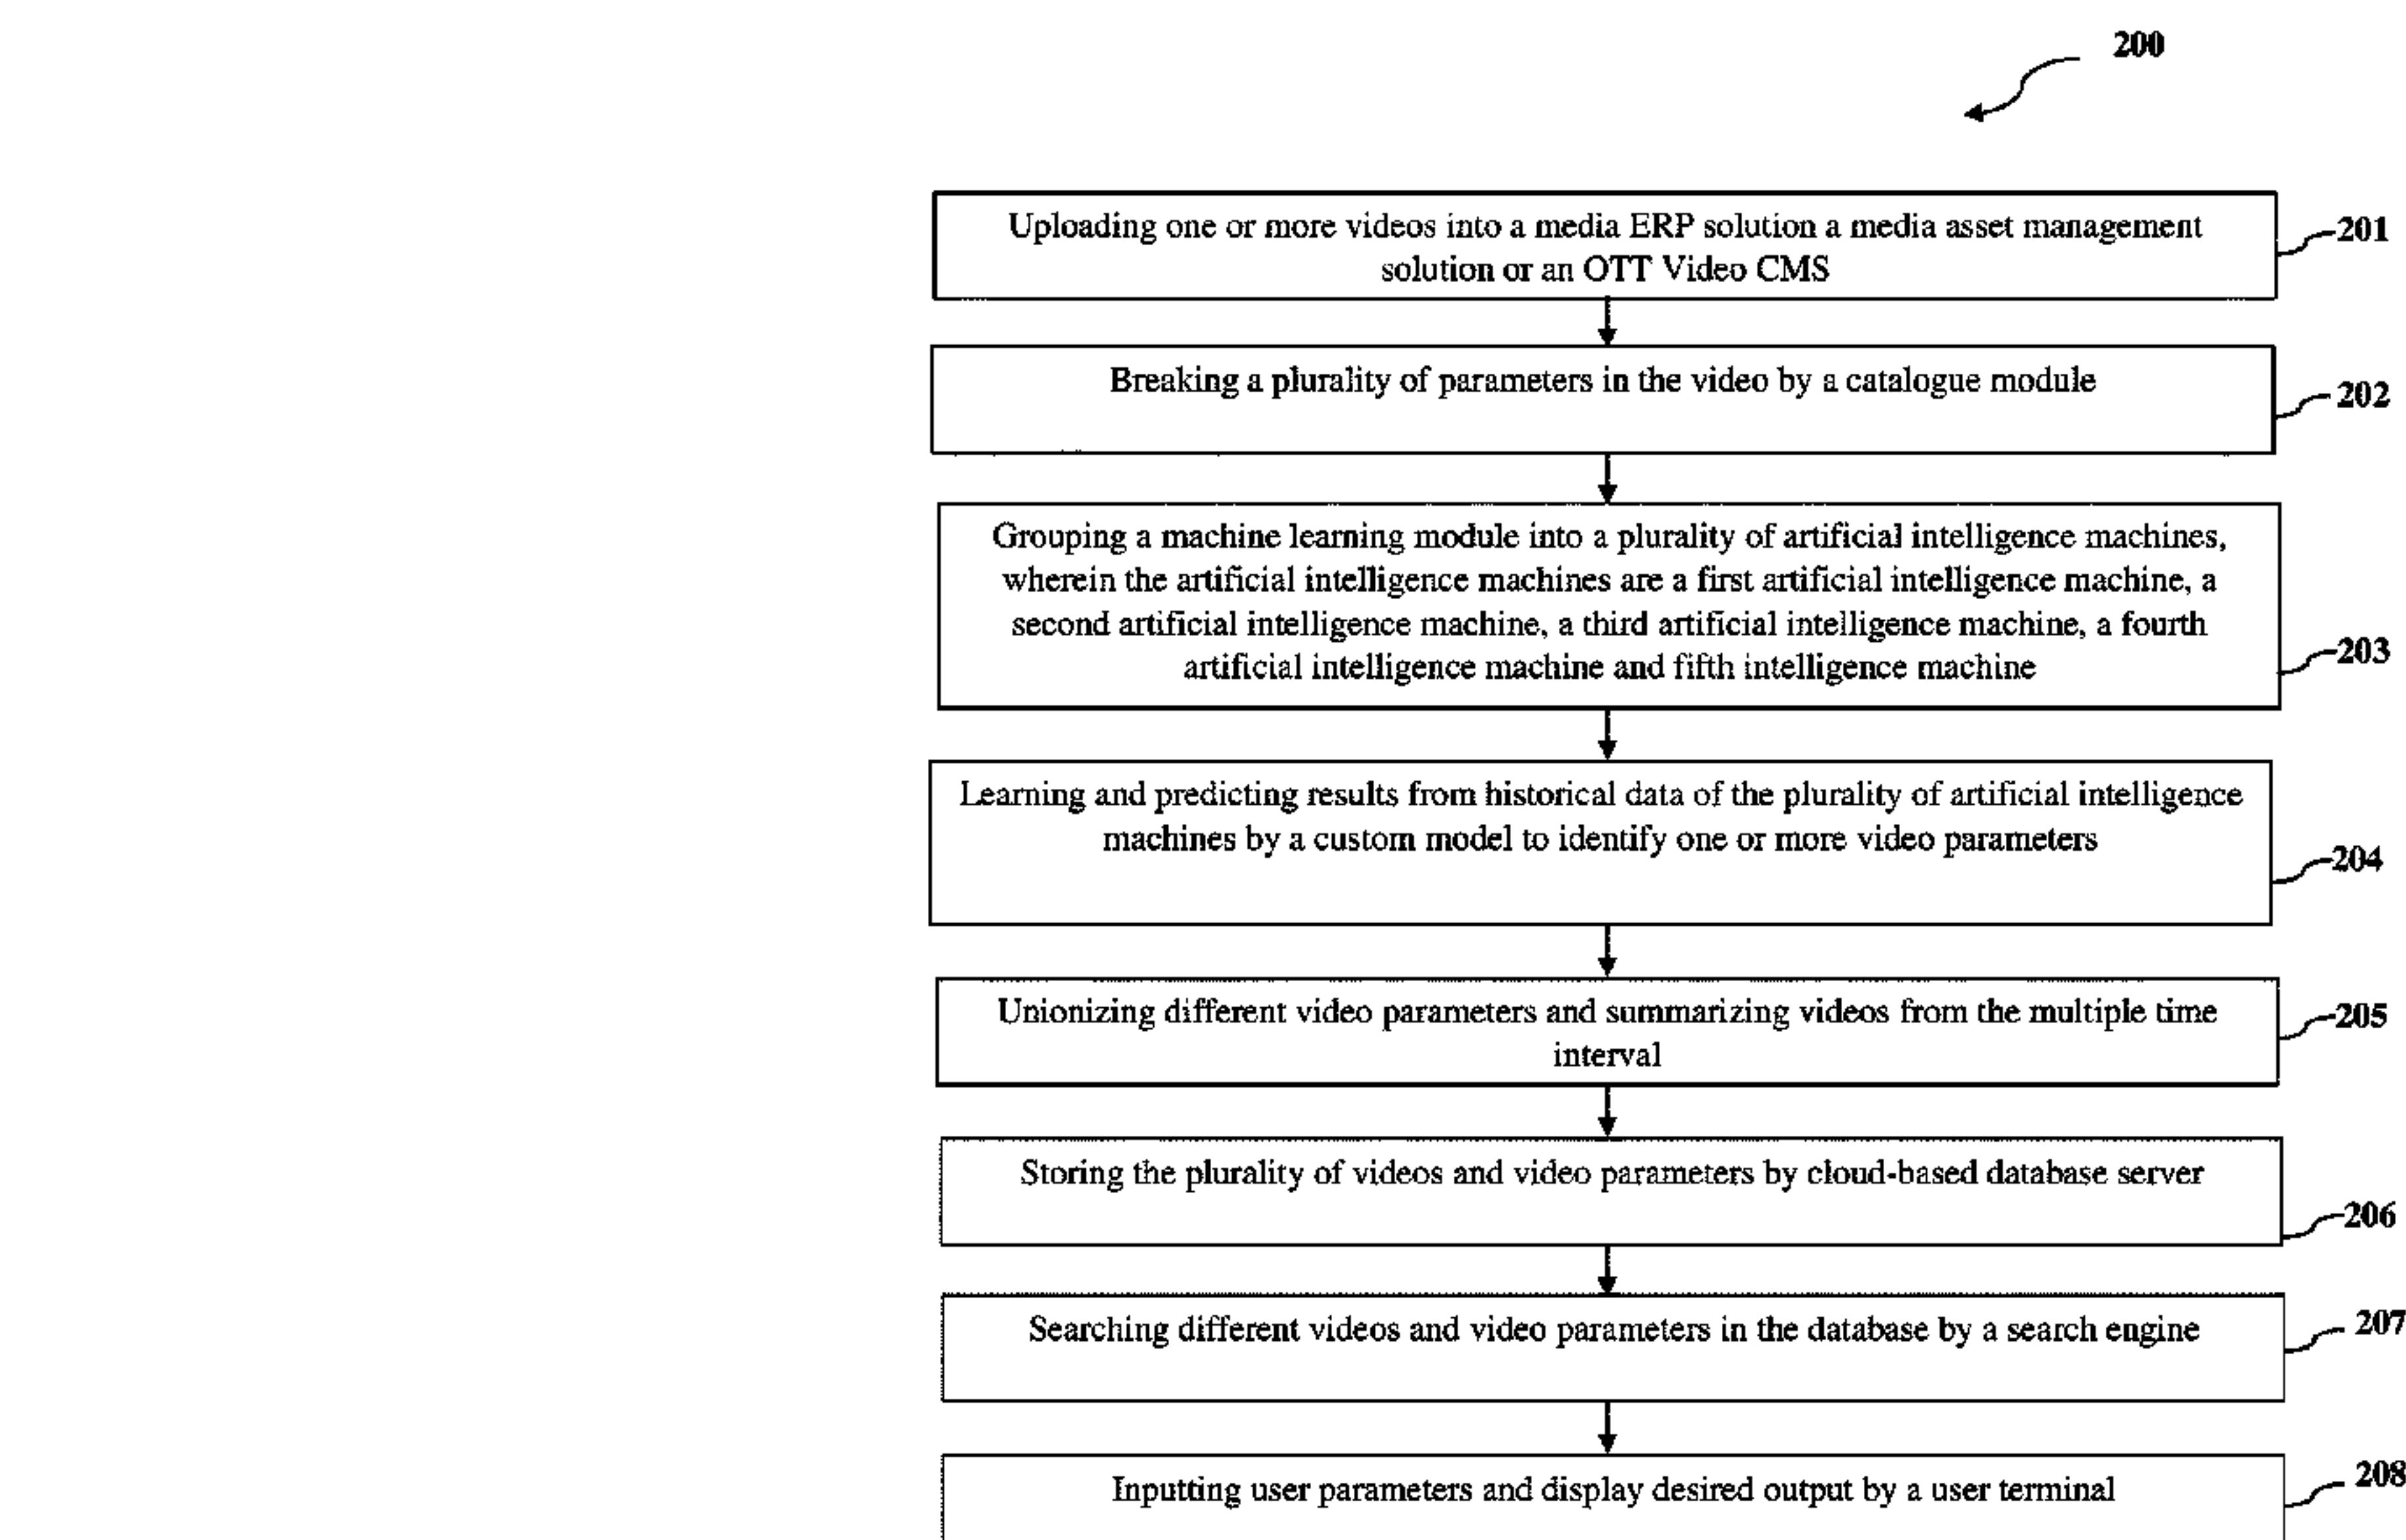 200
Uploading one or more videos into a media ERP solution a media asset management
solution or an OTT Video CMS
201
Breaking a plurality of parameters in the video by a catalogue module
202
Grouping a machine learning module into a plurality of artificial intelligence machines,
wherein the artificial intelligence machines are a first artificial intelligence machine, a
second artificial intelligence machine, a third artificial intelligence machine, a fourth
artificial intelligence machine and fifth intelligence machine
203
Learning and predicting results from historical data of the plurality of artificial intelligence
machines by a custom model to identify one or more video parameters
204
Unionizing different video parameters and summarizing videos from the multiple time
interval
205
Storing the plurality of videos and video parameters by cloud-based database server
206
Searching different videos and video parameters in the database by a search engine
207
Inputting user parameters and display desired output by a user terminal
208